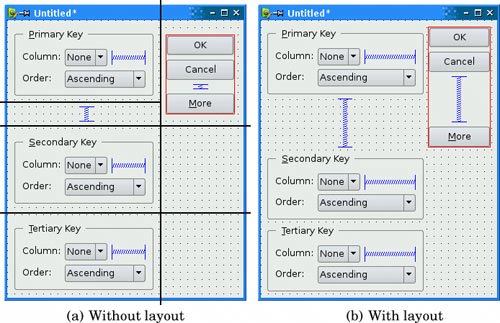 Untitled*
Primary Key
Column: None
Order: Ascending
OK
Cancel
More
Secondary Key
Column: None
Order: Ascending
Tertiary Key
Column: None
Order: Ascending
(a) Without layout
Untitled*
Primary Key
Column: None
Order: Ascending
OK
Cancel
More
Secondary Key
Column: None
Order: Ascending
Tertiary Key
Column: None
Order: Ascending
(b) With layout